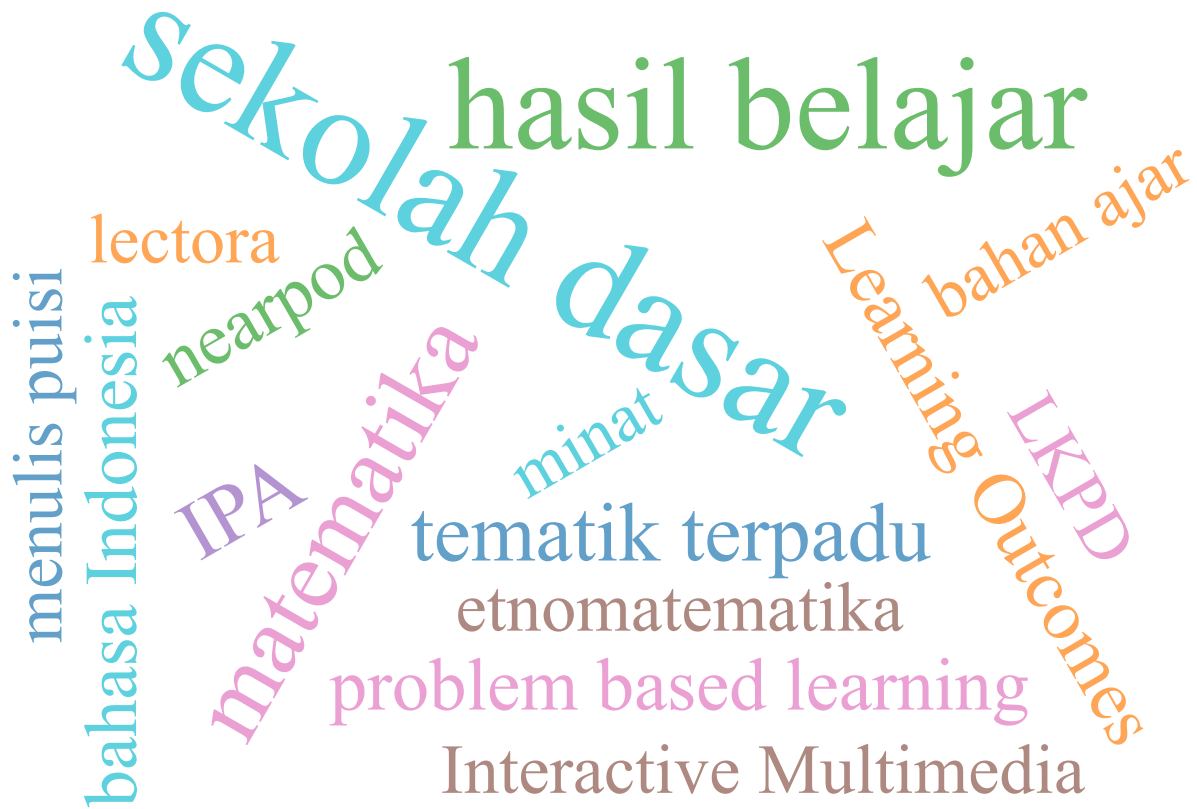 sekolah dasar
hasil belajar
bahan ajar
lectora
nearpod
Learning Outcomes
menulis puisi
bahasa Indonesia
matematika
minat
LKPD
IPA
tematik terpadu
etnomatematika
problem based learning
Interactive Multimedia